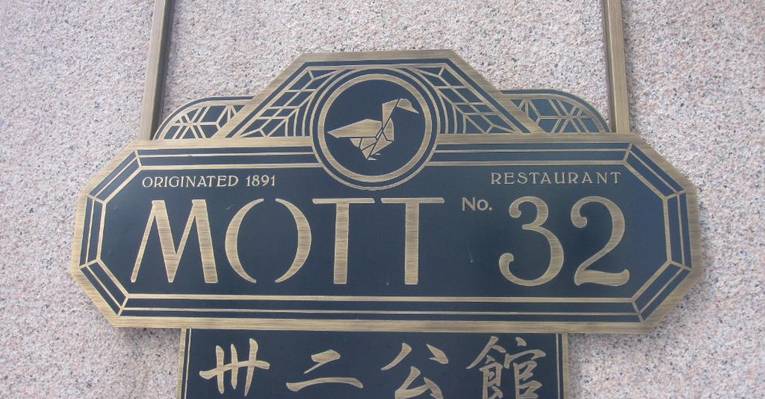 ORIGINATED 1891 RESTAURANT
MOTT No. 32
卅二公館